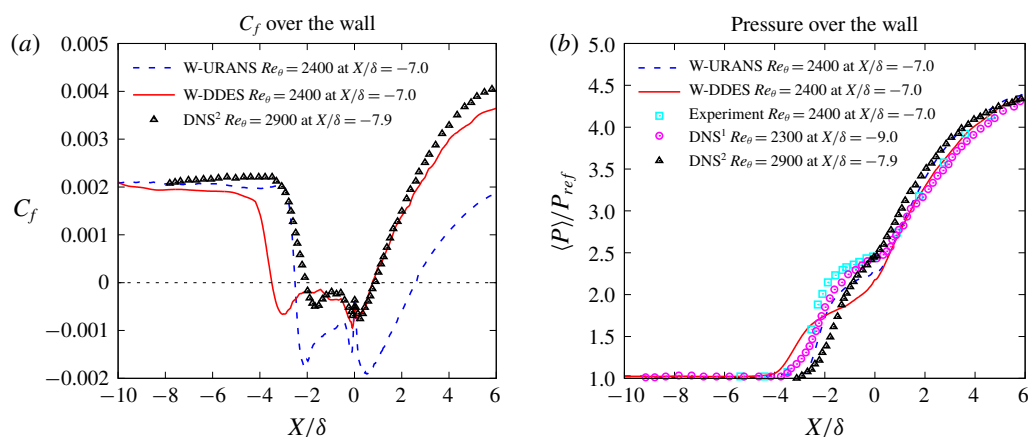 C_f over the wall
(a)
0.005
0.004
0.003
0.002
0.001
0
−0.001
−0.002
C_f
W-URANS Re_θ = 2400 at X/δ = −7.0
W-DDES Re_θ = 2400 at X/δ = −7.0
DNS² Re_θ = 2900 at X/δ = −7.9
−10 −8 −6 −4 −2 0 2 4 6
X/δ
Pressure over the wall
(b)
5.0
4.5
4.0
3.5
3.0
2.5
2.0
1.5
1.0
⟨P⟩/P_ref
W-URANS Re_θ = 2400 at X/δ = −7.0
W-DDES Re_θ = 2400 at X/δ = −7.0
Experiment Re_θ = 2400 at X/δ = −7.0
DNS¹ Re_θ = 2300 at X/δ = −9.0
DNS² Re_θ = 2900 at X/δ = −7.9
−10 −8 −6 −4 −2 0 2 4 6
X/δ